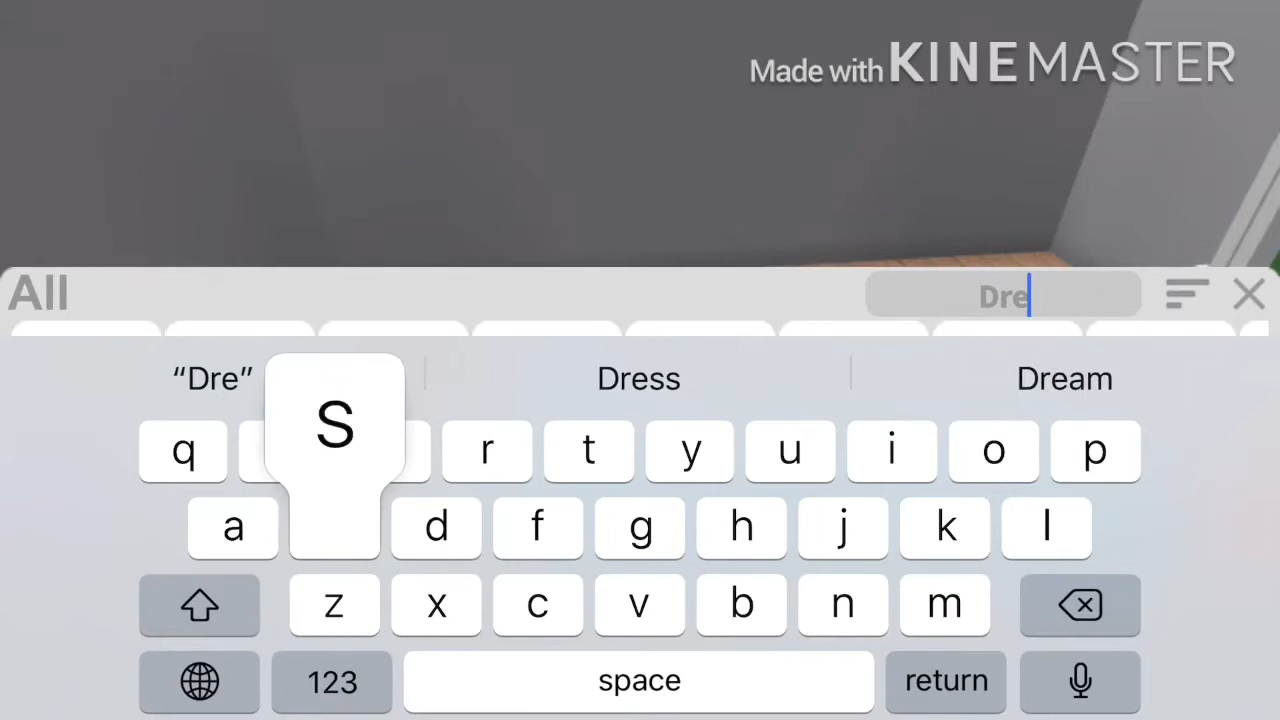 Made with KINEMASTER
All Dre
“Dre” Dress Dream
S
q r t y u i o p
a d f g h j k l
z x c v b n m
123 space return